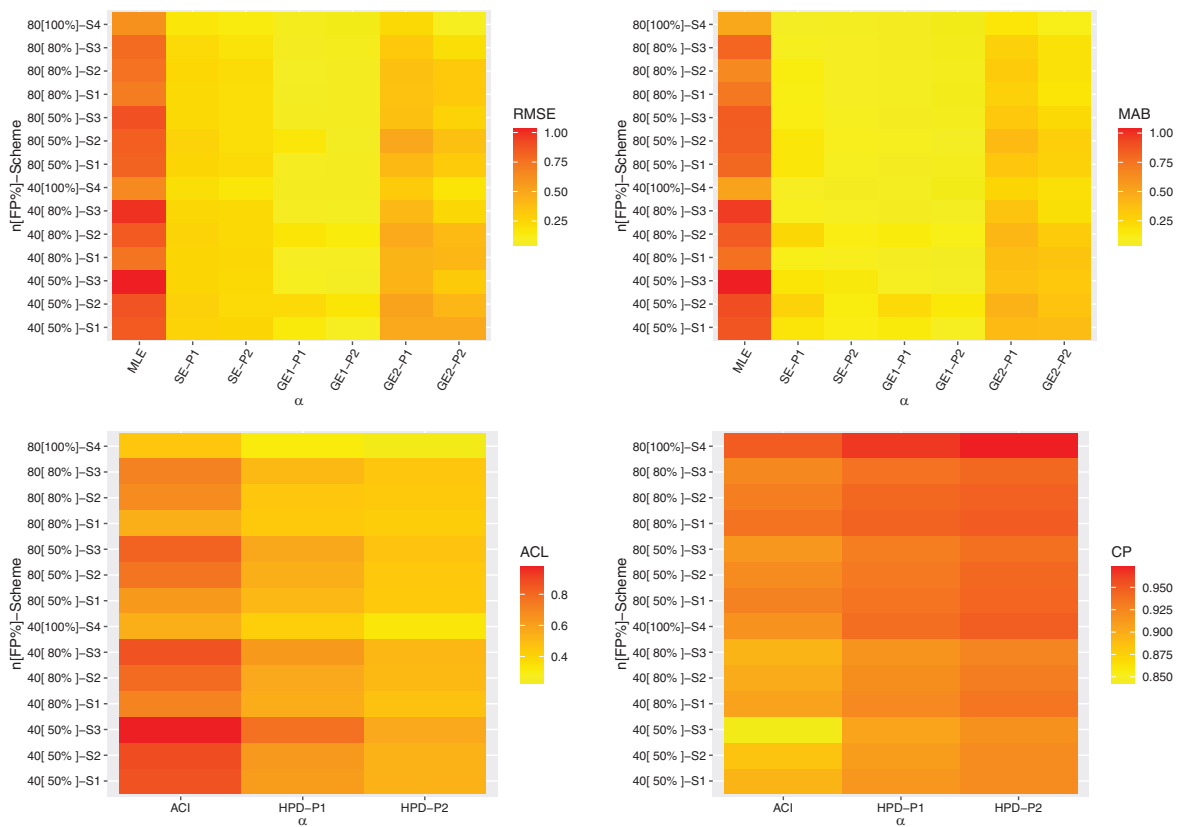 n[FP%]−Scheme
80[100%]−S4
80[ 80% ]−S3
80[ 80% ]−S2
80[ 80% ]−S1
80[ 50% ]−S3
80[ 50% ]−S2
80[ 50% ]−S1
40[100%]−S4
40[ 80% ]−S3
40[ 80% ]−S2
40[ 80% ]−S1
40[ 50% ]−S3
40[ 50% ]−S2
40[ 50% ]−S1
MLE
SE−P1
SE−P2
GE1−P1
GE1−P2
GE2−P1
GE2−P2
α
RMSE
1.00
0.75
0.50
0.25
n[FP%]−Scheme
80[100%]−S4
80[ 80% ]−S3
80[ 80% ]−S2
80[ 80% ]−S1
80[ 50% ]−S3
80[ 50% ]−S2
80[ 50% ]−S1
40[100%]−S4
40[ 80% ]−S3
40[ 80% ]−S2
40[ 80% ]−S1
40[ 50% ]−S3
40[ 50% ]−S2
40[ 50% ]−S1
MLE
SE−P1
SE−P2
GE1−P1
GE1−P2
GE2−P1
GE2−P2
α
MAB
1.00
0.75
0.50
0.25
n[FP%]−Scheme
80[100%]−S4
80[ 80% ]−S3
80[ 80% ]−S2
80[ 80% ]−S1
80[ 50% ]−S3
80[ 50% ]−S2
80[ 50% ]−S1
40[100%]−S4
40[ 80% ]−S3
40[ 80% ]−S2
40[ 80% ]−S1
40[ 50% ]−S3
40[ 50% ]−S2
40[ 50% ]−S1
ACI
HPD−P1
HPD−P2
α
ACL
0.8
0.6
0.4
n[FP%]−Scheme
80[100%]−S4
80[ 80% ]−S3
80[ 80% ]−S2
80[ 80% ]−S1
80[ 50% ]−S3
80[ 50% ]−S2
80[ 50% ]−S1
40[100%]−S4
40[ 80% ]−S3
40[ 80% ]−S2
40[ 80% ]−S1
40[ 50% ]−S3
40[ 50% ]−S2
40[ 50% ]−S1
ACI
HPD−P1
HPD−P2
α
CP
0.950
0.925
0.900
0.875
0.850